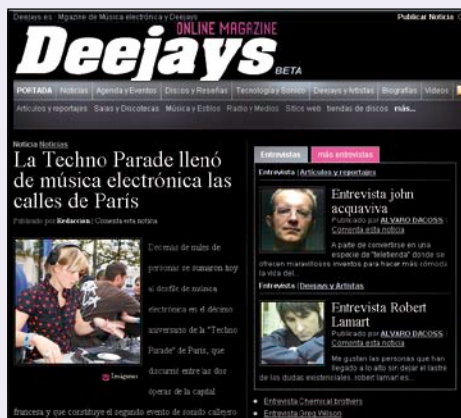 Deejays.es - Mgazine de Música electrónica y Deejays
Publicar Noticia
ONLINE MAGAZINE
Deejays
BETA
PORTADA Noticias Agenda y Eventos Discos y Reseñas Tecnología y Sonido Deejays y Artistas Biografías Videos
Artículos y reportajes Salas y Discotecas Música y Estilos Radio y Medios Sitios web tiendas de discos más...
Noticia Noticias
La Techno Parade llenó
de música electrónica las
calles de París
Publicado por Redaccion | Comenta esta noticia
Decenas de miles de
personas se sumaron hoy
al desfile de música
electrónica en el décimo
aniversario de la "Techno
Parade" de París, que
discurrió entre las dos
óperas de la capital
Imágenes
francesa y que constituye el segundo evento de sonido callejero
Entrevistas más entrevistas
Entrevista | Artículos y reportajes
Entrevista john
acquaviva
Publicado por ALVARO DACOSS |
Comenta esta noticia
A parte de convertirse en una
especie de "teletienda" donde se
ofrecen maravillosos inventos para hacer más cómoda
la vida del...
Entrevista | Deejays y Artistas
Entrevista Robert
Lamart
Publicado por ALVARO DACOSS |
Comenta esta noticia
Me gustan las personas que han
llegado a lo alto sin dejar el lastre
de las dudas existenciales. robert lamart es...
Entrevista Chemical brothers
Entrevista Greg Wilson